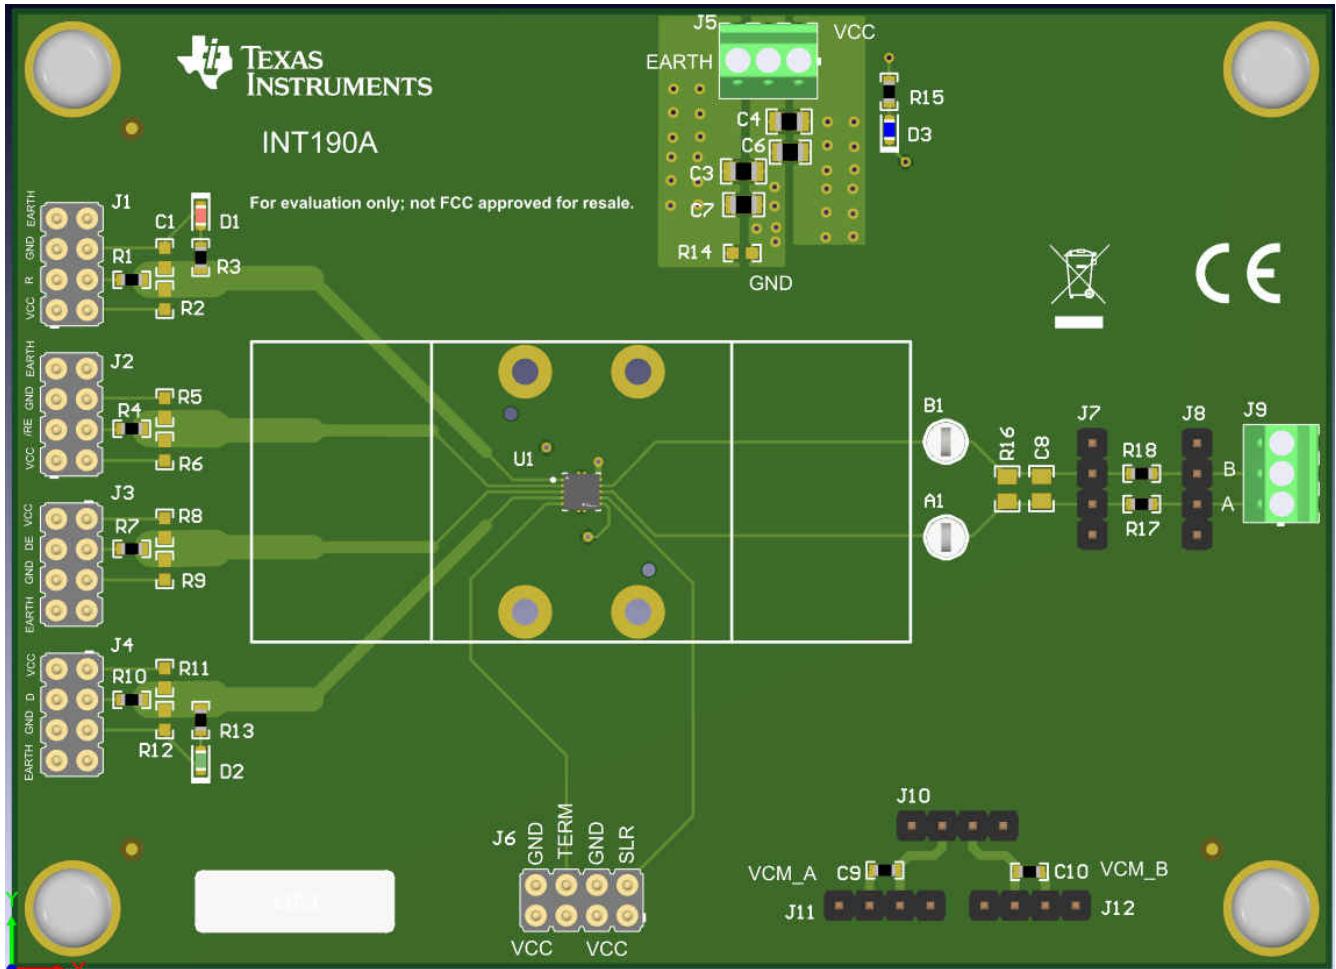 J5
VCC
EARTH
TEXAS
INSTRUMENTS
INT190A
R15
D3
C4
C6
C3
C7
R14
GND
For evaluation only; not FCC approved for resale.
J1
EARTH
GND
R
VCC
C1
D1
R1
R3
R2
J2
EARTH
GND
/RE
VCC
R5
R4
R6
J3
VCC
DE
GND
EARTH
R8
R7
R9
J4
VCC
D
GND
EARTH
R11
R10
R13
R12
D2
U1
B1
A1
R16
C8
J7
R18
R17
J8
J9
B
A
J6
GND
TERM
GND
SLR
VCC
VCC
J10
VCM_A
C9
C10
VCM_B
J11
J12
CE
Y
X